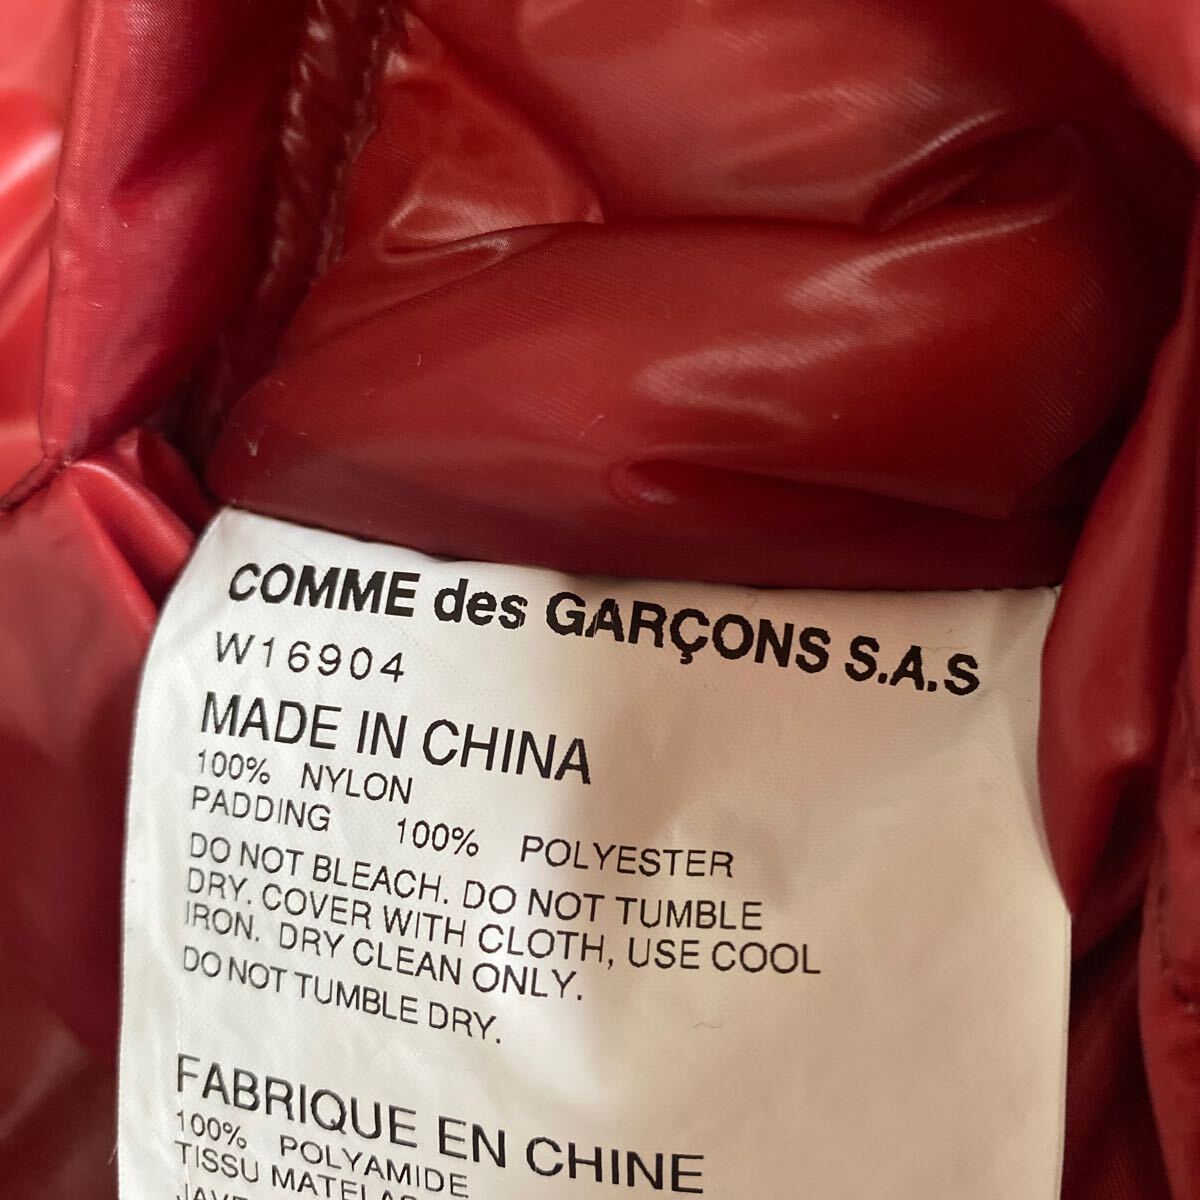 COMME des GARÇONS S.A.S
W16904
MADE IN CHINA
100% NYLON
PADDING 100% POLYESTER
DO NOT BLEACH. DO NOT TUMBLE
DRY. COVER WITH CLOTH, USE COOL
IRON. DRY CLEAN ONLY.
DO NOT TUMBLE DRY.
FABRIQUE EN CHINE
100% POLYAMIDE
TISSU